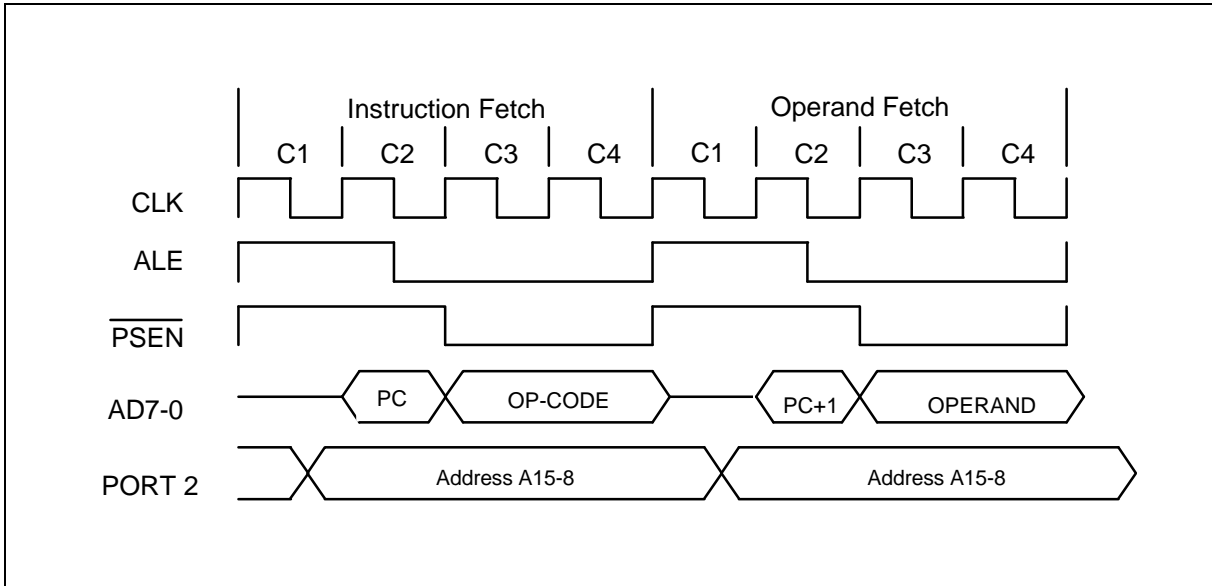 Instruction Fetch Operand Fetch
C1 C2 C3 C4 C1 C2 C3 C4
CLK
ALE
PSEN
AD7-0 PC OP-CODE PC+1 OPERAND
PORT 2 Address A15-8 Address A15-8